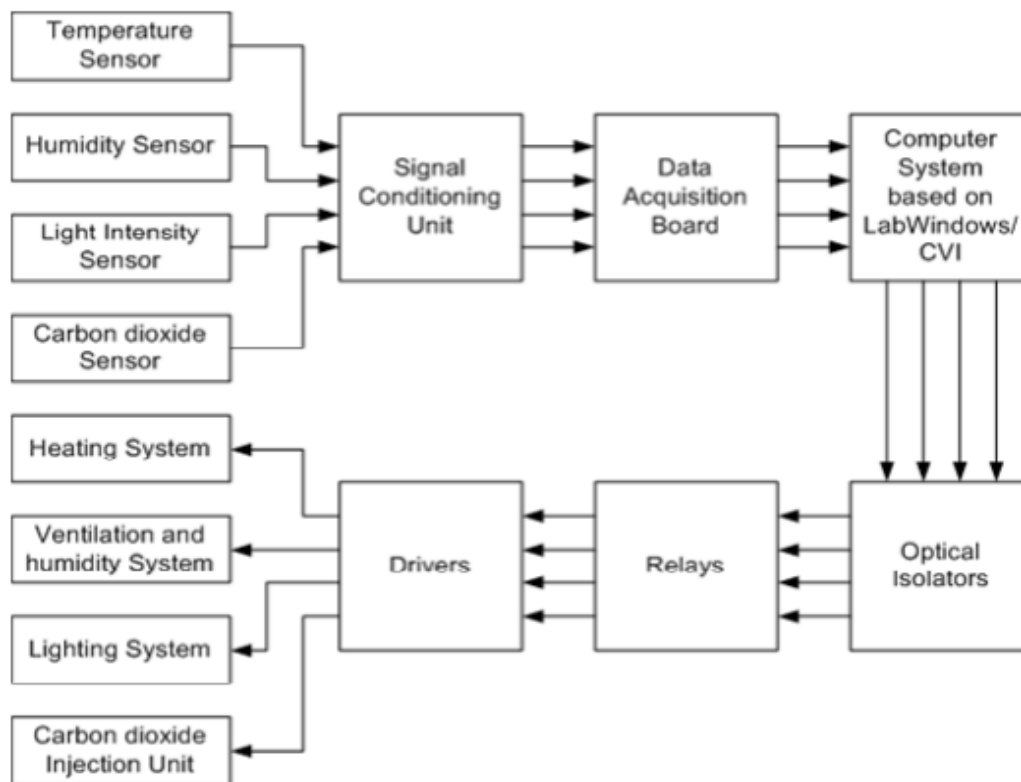 Temperature
Sensor
Humidity Sensor
Light Intensity
Sensor
Carbon dioxide
Sensor
Signal
Conditioning
Unit
Data
Acquisition
Board
Computer
System
based on
LabWindows/
CVI
Heating System
Ventilation and
humidity System
Lighting System
Carbon dioxide
Injection Unit
Drivers
Relays
Optical
Isolators